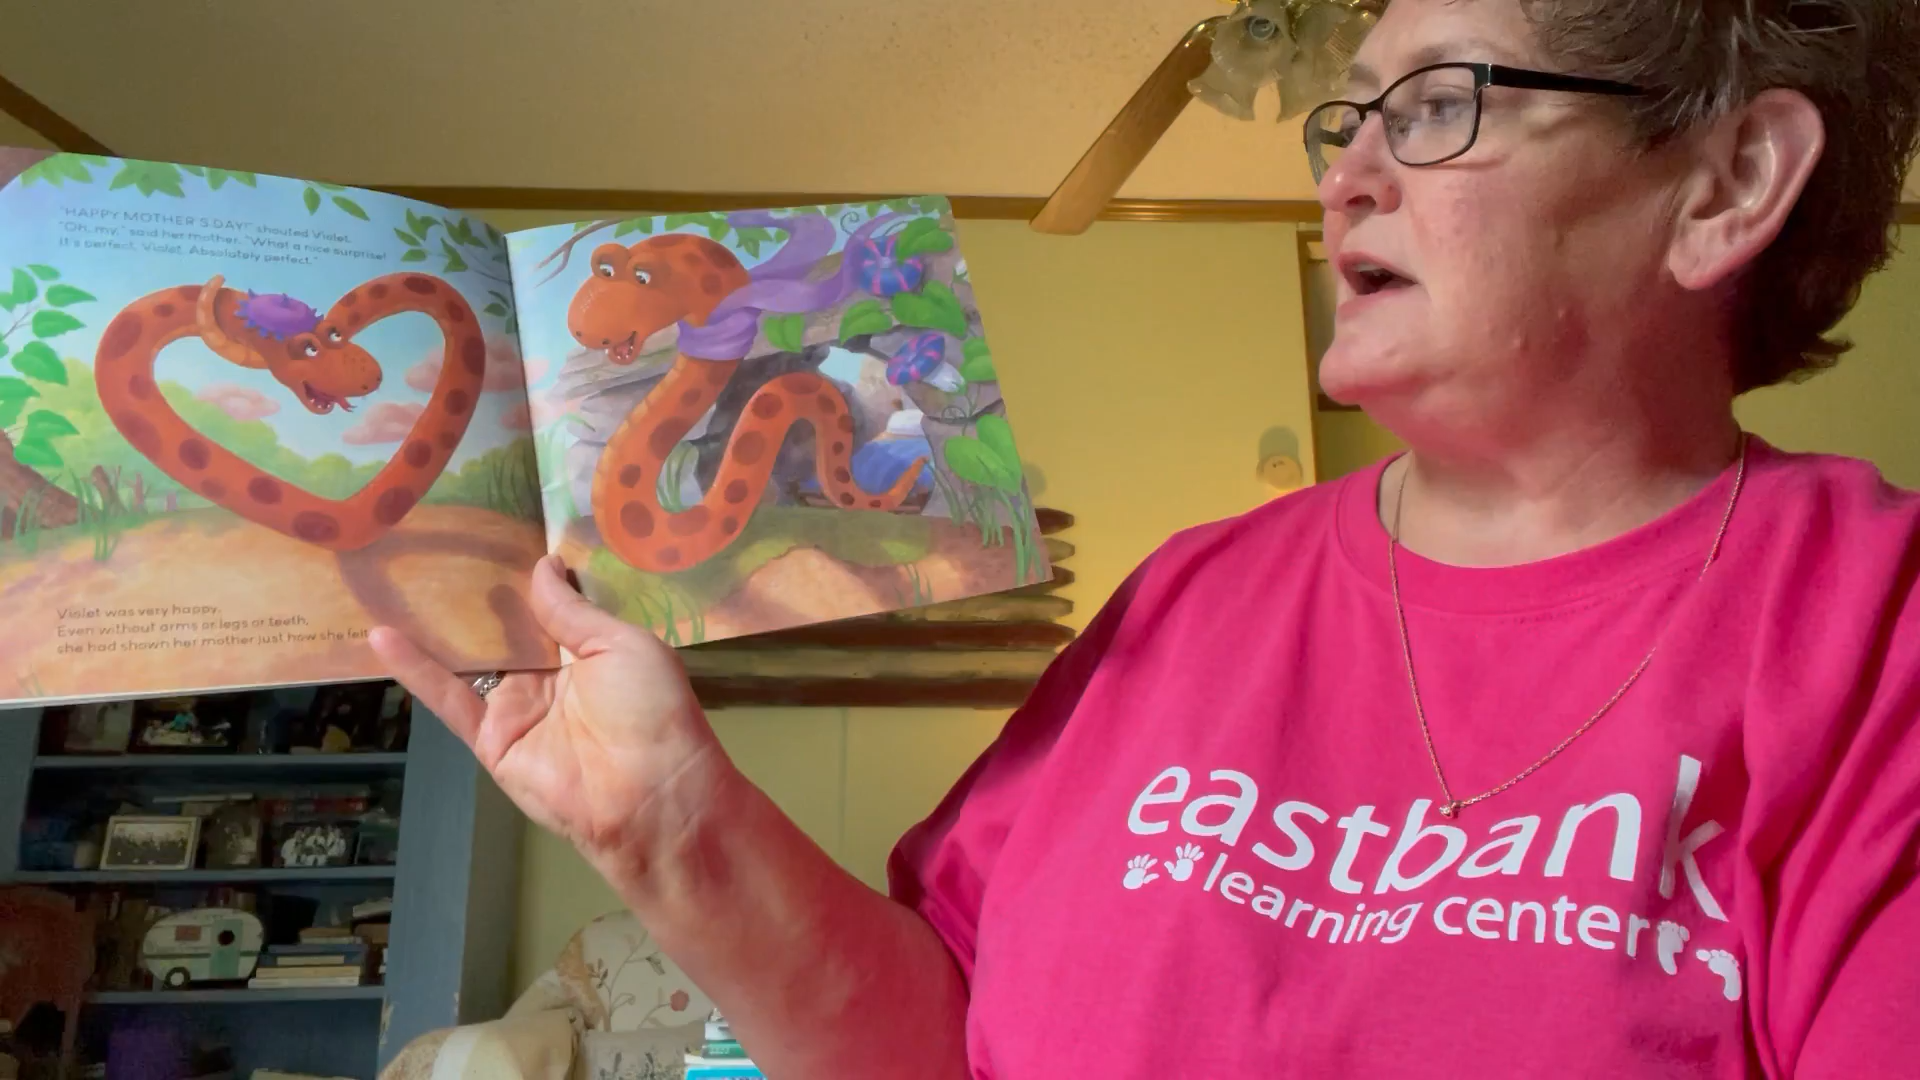 "HAPPY MOTHER'S DAY!" shouted Violet.
"Oh, my," said her mother. "What a nice surprise!
It's perfect, Violet. Absolutely perfect."
Violet was very happy.
Even without arms or legs or teeth,
she had shown her mother just how she felt
eastbank
learning center